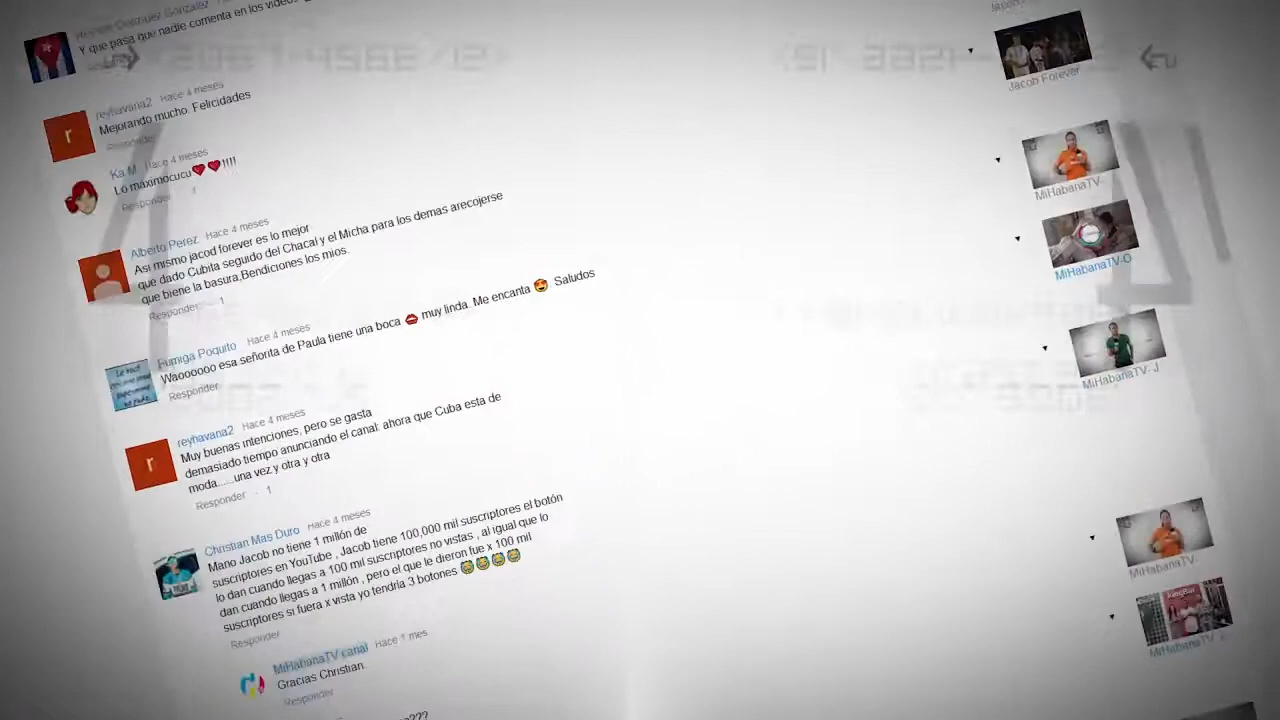 Y que pasa que nadie comenta en los videos
reyhavana2 Hace 4 meses
Mejorando mucho. Felicidades
Responder
Ka M Hace 4 meses
Lo maximocucu❤❤!!!!
Responder 1
Alberto Perez Hace 4 meses
Asi mismo jacod forever es lo mejor
que dado Cubita seguido del Chacal y el Micha para los demas arecojerse
que biene la basura,Bendiciones los mios.
Responder · 1
Fumiga Poquito Hace 4 meses
Waoooooo esa señorita de Paula tiene una boca 👄 muy linda. Me encanta 😍 Saludos
Responder
reyhavana2 Hace 4 meses
Muy buenas intenciones, pero se gasta
demasiado tiempo anunciando el canal: ahora que Cuba esta de
moda......una vez y otra y otra
Responder · 1
Christian Mas Duro Hace 4 meses
Mano Jacob no tiene 1 millón de
suscriptores en YouTube , Jacob tiene 100,000 mil suscriptores el botón
lo dan cuando llegas a 100 mil suscriptores no vistas , al igual que lo
dan cuando llegas a 1 millón , pero el que le dieron fue x 100 mil
suscriptores si fuera x vista yo tendría 3 botones 😂😂😂😂
Responder
MiHabanaTV canal Hace 1 mes
Gracias Christian.
Responder
Jacob Forever
MiHabanaTV-
MiHabanaTV-O
MiHabanaTV- J
MiHabanaTV-
KingBar
MiHabanaTV